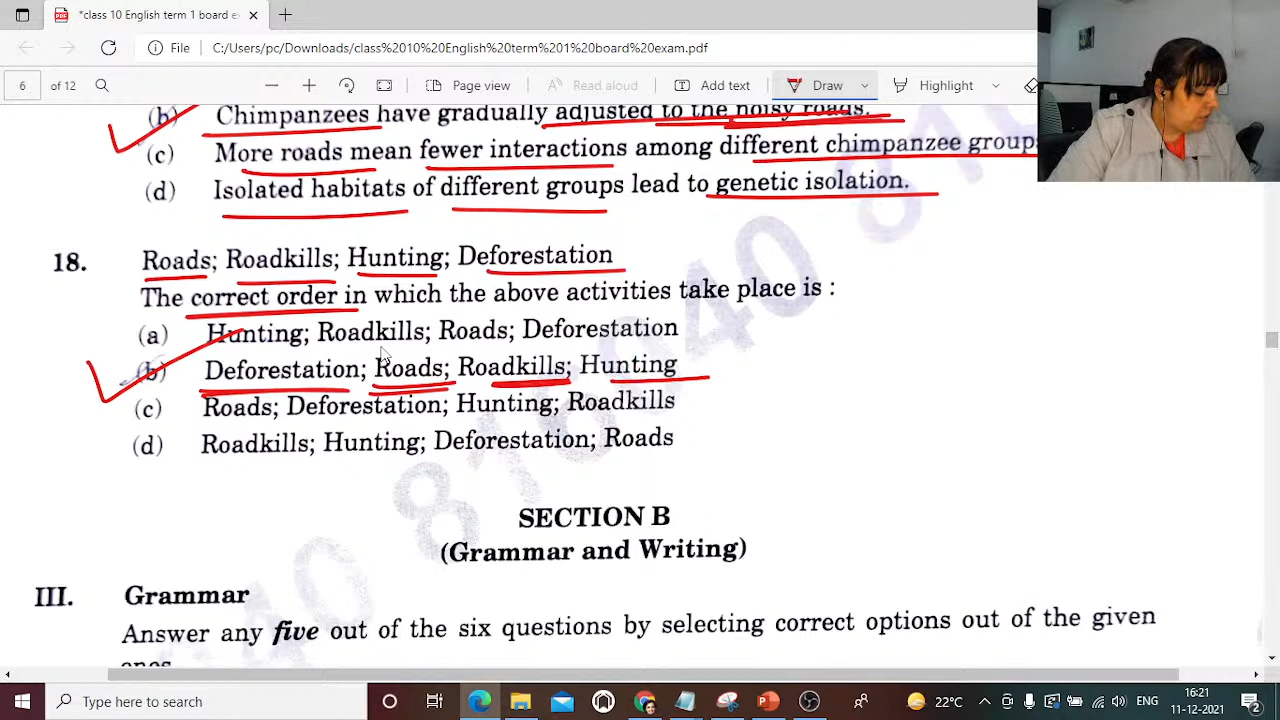 *class 10 English term 1 board e
File
C:/Users/pc/Downloads/class%2010%20English%20term%201%20board%20exam.pdf
6 of 12
Page view
Read aloud
Add text
Draw
Highlight
(b) Chimpanzees have gradually adjusted to the noisy roads.
(c) More roads mean fewer interactions among different chimpanzee groups
(d) Isolated habitats of different groups lead to genetic isolation.
18. Roads; Roadkills; Hunting; Deforestation
The correct order in which the above activities take place is :
(a) Hunting; Roadkills; Roads; Deforestation
(b) Deforestation; Roads; Roadkills; Hunting
(c) Roads; Deforestation; Hunting; Roadkills
(d) Roadkills; Hunting; Deforestation; Roads
SECTION B
(Grammar and Writing)
III. Grammar
Answer any five out of the six questions by selecting correct options out of the given
ones
Type here to search
22°C
ENG
16:21
11-12-2021